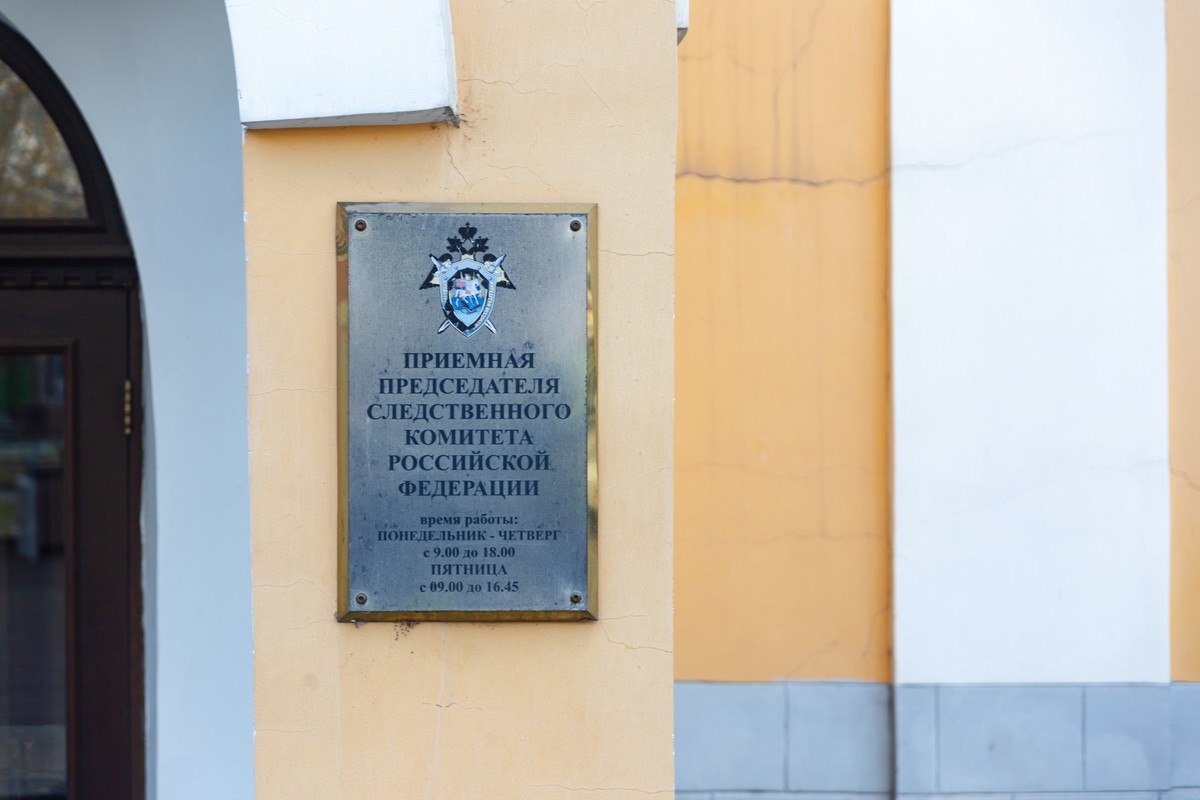 ПРИЕМНАЯ
ПРЕДСЕДАТЕЛЯ
СЛЕДСТВЕННОГО
КОМИТЕТА
РОССИЙСКОЙ
ФЕДЕРАЦИИ
время работы:
ПОНЕДЕЛЬНИК - ЧЕТВЕРГ
с 9.00 до 18.00
ПЯТНИЦА
с 09.00 до 16.45